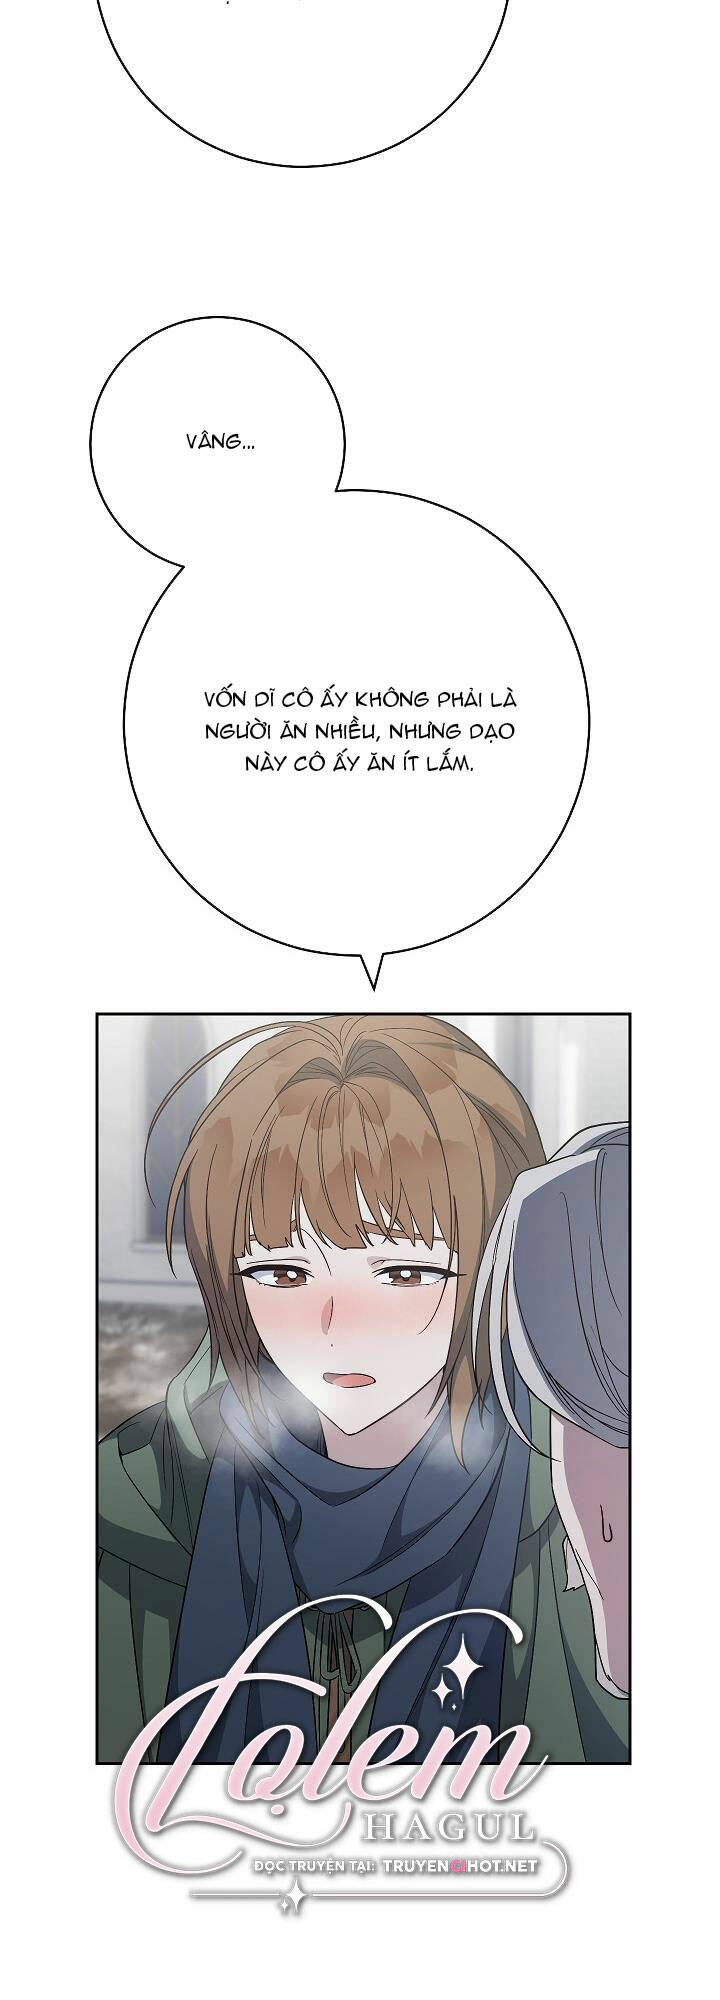 VÂNG...
VỐN DĨ CÔ ẤY KHÔNG PHẢI LÀ
NGƯỜI ĂN NHIỀU, NHƯNG DẠO
NÀY CÔ ẤY ĂN ÍT LẮM.
Lọlem
HAGUL
ĐỌC TRUYỆN TẠI: TRUYENGIHOT.NET